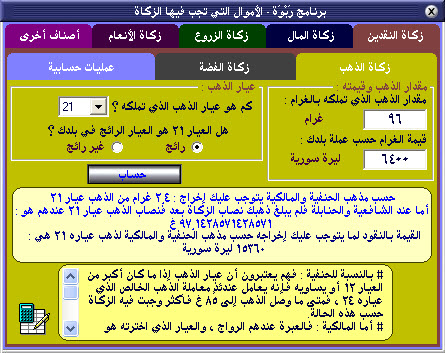 برنامج رَبْوَة - الأموال التي تجب فيها الزكاة
زكاة النقدين
زكاة المال
زكاة الزروع
زكاة الأنعام
أصناف أخرى
زكاة الذهب
زكاة الفضة
عمليات حسابية
مقدار الذهب وقيمته :
مقدار الذهب الذي تملكه بالغرام :
٩٦ غرام
قيمة الغرام حسب عملة بلدك :
٦٤٠٠ ليرة سورية
عيار الذهب :
كم هو عيار الذهب الذي تملكه ؟ 21
هل العيار ٢١ هو العيار الرائج في بلدك ؟
رائج
غير رائج
حساب
حسب مذهب الحنفية والمالكية يتوجب عليك إخراج : ٢,٤ غرام من الذهب عيار ٢١
أما عند الشافعية والحنابلة فلم يبلغ ذهبك نصاب الزكاة بعد فنصاب الذهب عيار ٢١ عندهم هو :
٩٧,١٤٢٨٥٧١٤٢٨٥٧١ غ
القيمة بالنقود لما يتوجب عليك إخراجه حسب مذهب الحنفية والمالكية لذهب عياره ٢١ هي :
١٥٣٦٠ ليرة سورية
# بالنسبة للحنفية : فهم يعتبرون أن عيار الذهب إذا ما كان أكبر من
العيار ١٢ أو يساويه فإنه يعامل عندئذٍ معاملة الذهب الخالص الذي
عياره ٢٤ , فمتى ما وصل الذهب إلى ٨٥ غ فأكثر وجبت فيه الزكاة
حسب هذه الحالة.
# أما المالكية : فالعبرة عندهم الرواج , والعيار الذي اخترته هو